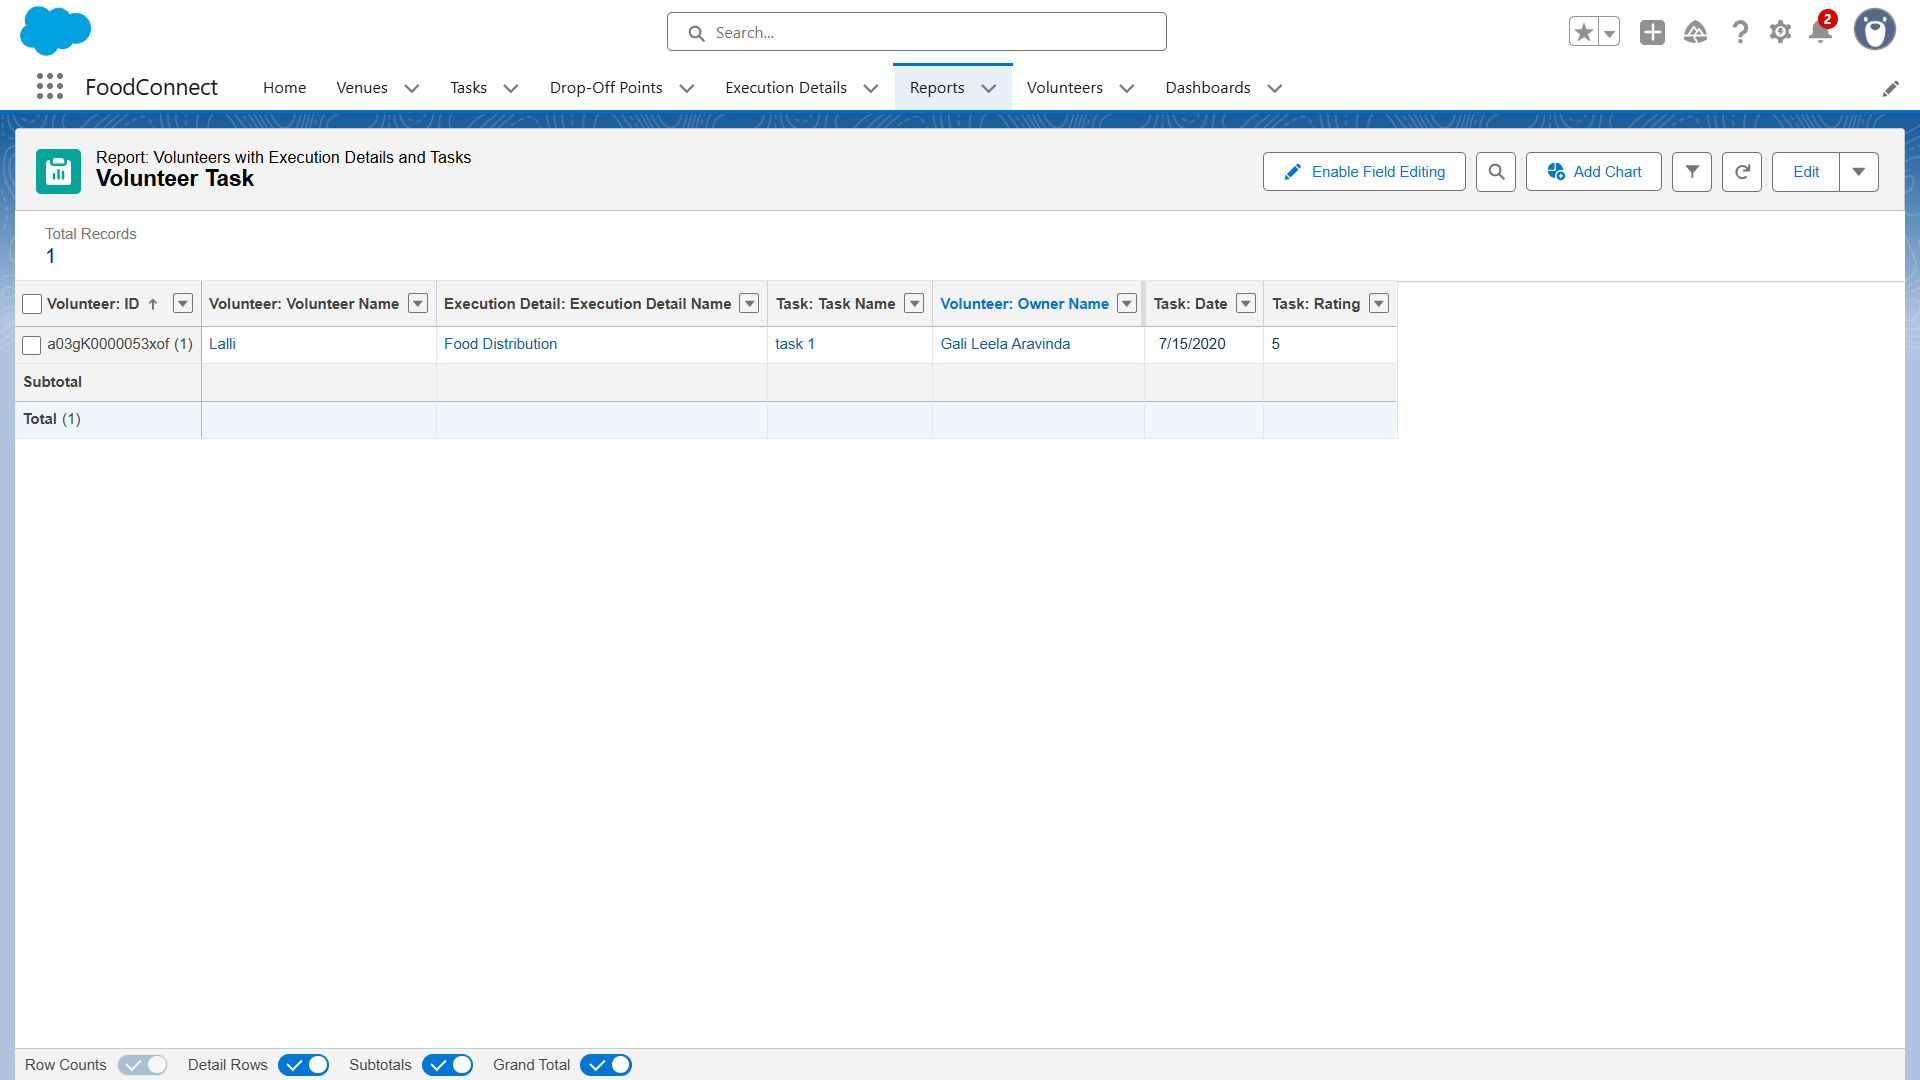 Search...
2
FoodConnect
Home
Venues
Tasks
Drop-Off Points
Execution Details
Reports
Volunteers
Dashboards
Report: Volunteers with Execution Details and Tasks
Volunteer Task
Enable Field Editing
Add Chart
Edit
Total Records
1
Volunteer: ID Volunteer: Volunteer Name Execution Detail: Execution Detail Name Task: Task Name Volunteer: Owner Name Task: Date Task: Rating
a03gK0000053xof (1) Lalli Food Distribution task 1 Gali Leela Aravinda 7/15/2020 5
Subtotal
Total (1)
Row Counts Detail Rows Subtotals Grand Total